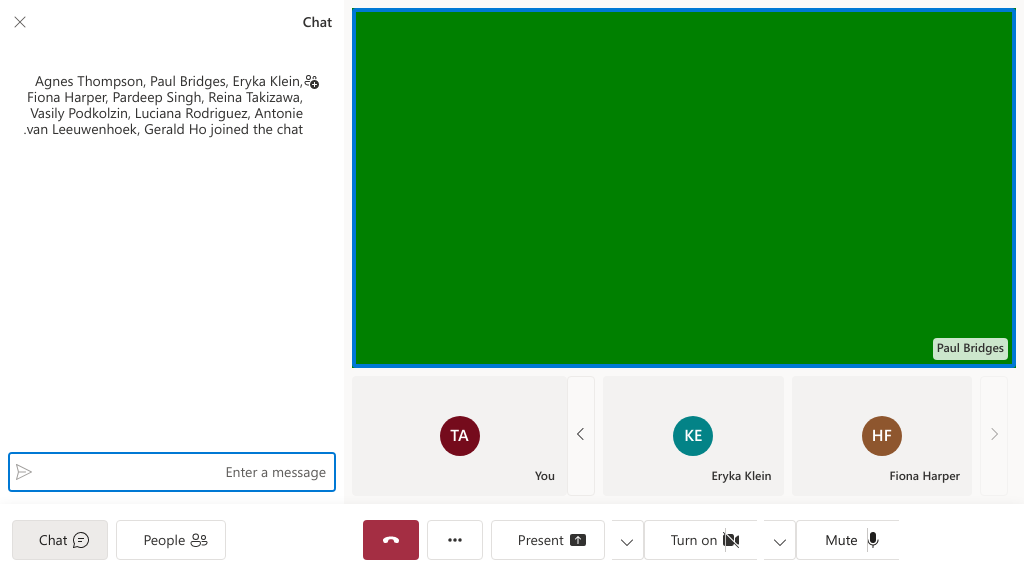 Chat
Agnes Thompson, Paul Bridges, Eryka Klein,
Fiona Harper, Pardeep Singh, Reina Takizawa,
Vasily Podkolzin, Luciana Rodriguez, Antonie
.van Leeuwenhoek, Gerald Ho joined the chat
Enter a message
Paul Bridges
TA
You
KE
Eryka Klein
HF
Fiona Harper
Chat
People
Present
Turn on
Mute